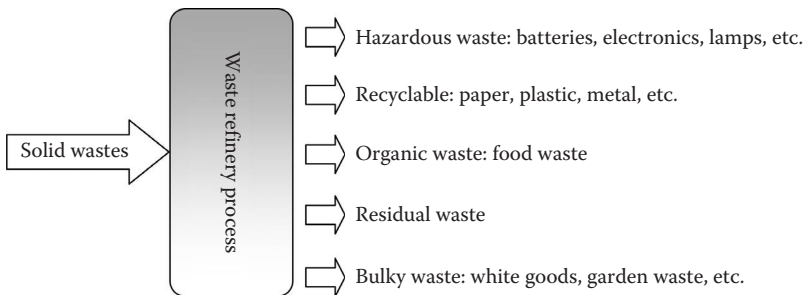 Solid wastes
Waste refinery process
Hazardous waste: batteries, electronics, lamps, etc.
Recyclable: paper, plastic, metal, etc.
Organic waste: food waste
Residual waste
Bulky waste: white goods, garden waste, etc.